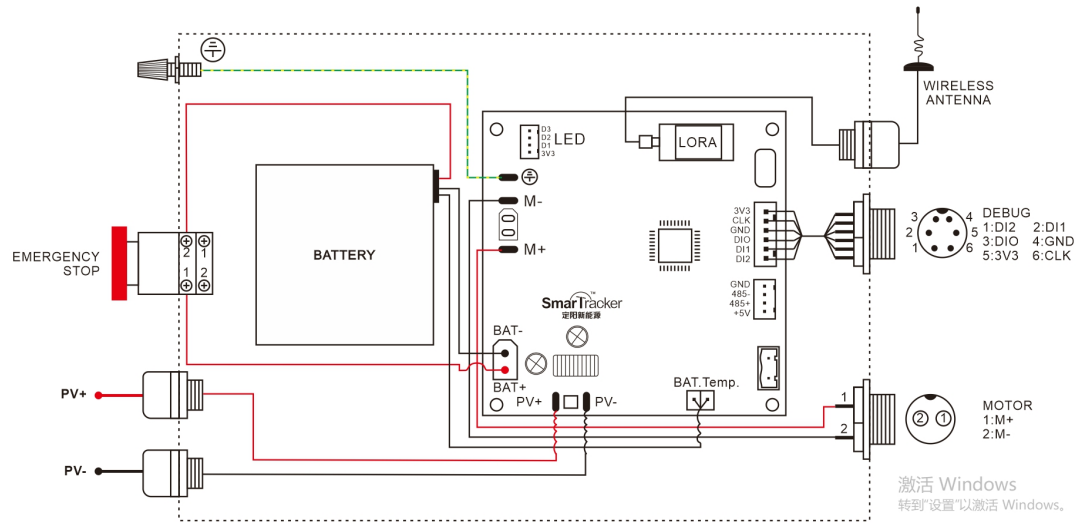 WIRELESS
ANTENNA
D3
D2
D1
3V3
LED
LORA
M-
M+
3V3
CLK
GND
DIO
DI1
DI2
3
4
2
5
1
6
DEBUG
1:DI2 2:DI1
3:DIO 4:GND
5:3V3 6:CLK
EMERGENCY
STOP
2 1
1 2
BATTERY
GND
485-
485+
+5V
SmarTracker™
定阳新能源
BAT-
BAT+
BAT.Temp.
PV+
PV-
PV+
PV-
1
2
2 1
MOTOR
1:M+
2:M-
激活 Windows
转到"设置"以激活 Windows。